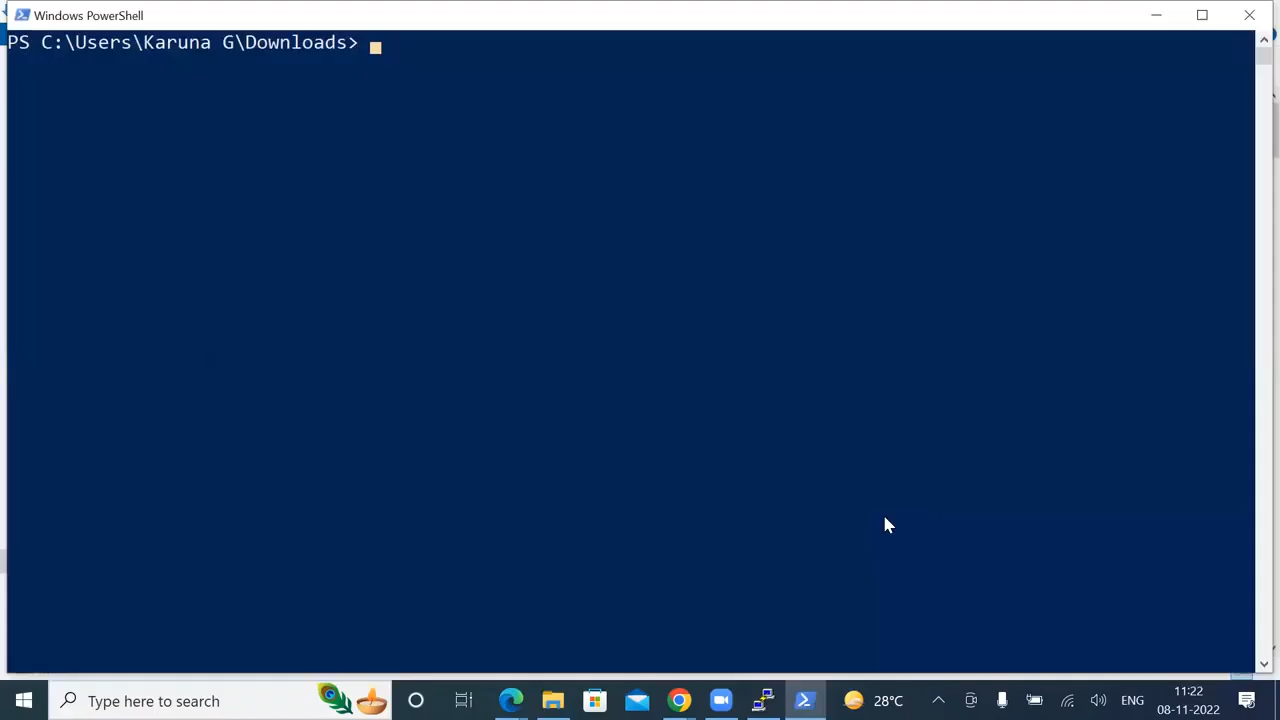 Windows PowerShell
PS C:\Users\Karuna G\Downloads>
Type here to search
28°C
ENG
11:22
08-11-2022